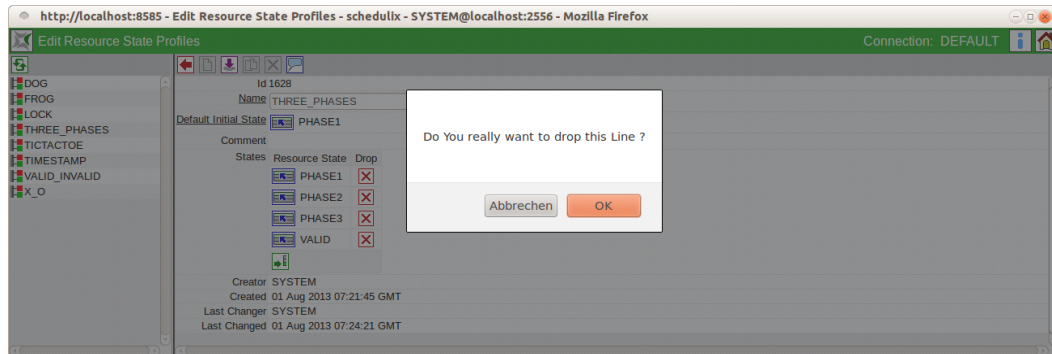 http://localhost:8585 - Edit Resource State Profiles - schedulix - SYSTEM@localhost:2556 - Mozilla Firefox
Edit Resource State Profiles
Connection: DEFAULT
DOG
FROG
LOCK
THREE_PHASES
TICTACTOE
TIMESTAMP
VALID_INVALID
X_O
Id 1628
Name THREE_PHASES
Default Initial State PHASE1
Comment
States Resource State Drop
PHASE1
PHASE2
PHASE3
VALID
Creator SYSTEM
Created 01 Aug 2013 07:21:45 GMT
Last Changer SYSTEM
Last Changed 01 Aug 2013 07:24:21 GMT
Do You really want to drop this Line ?
Abbrechen OK